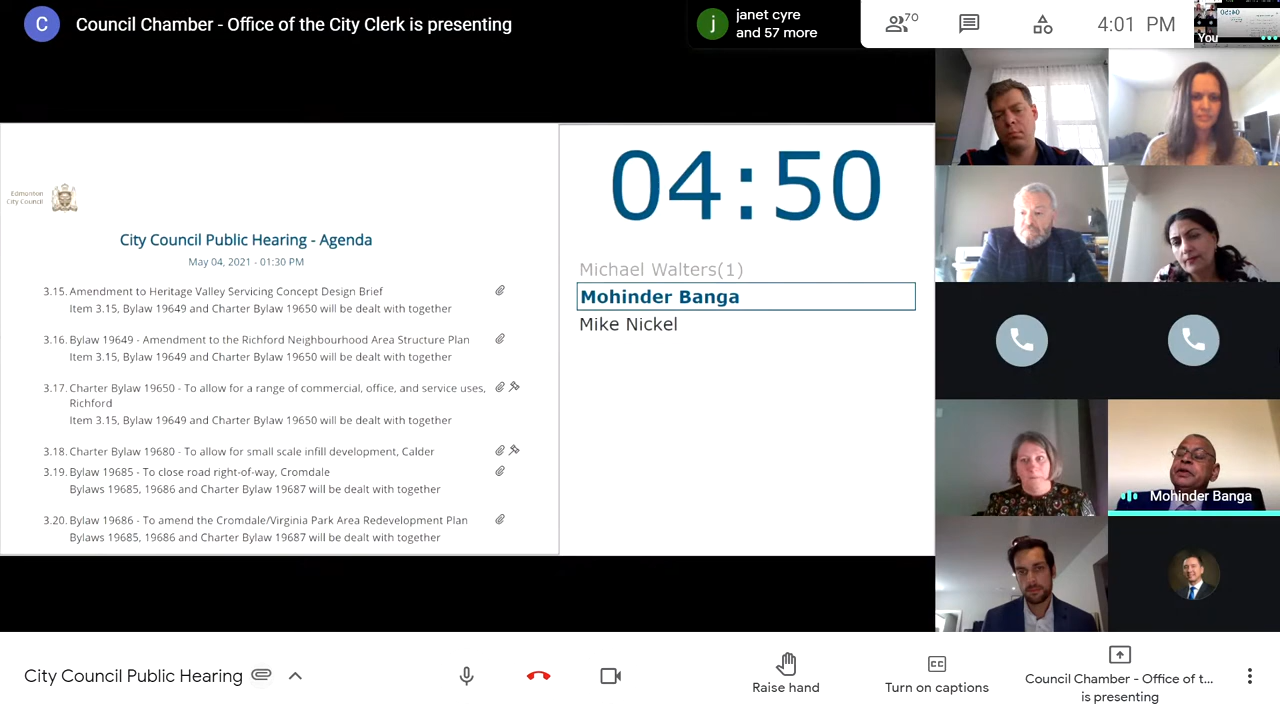 C
Council Chamber - Office of the City Clerk is presenting
j
janet cyre
and 57 more
70
4:01 PM
You
Edmonton
City Council
City Council Public Hearing - Agenda
May 04, 2021 - 01:30 PM
3.15. Amendment to Heritage Valley Servicing Concept Design Brief
Item 3.15, Bylaw 19649 and Charter Bylaw 19650 will be dealt with together
3.16. Bylaw 19649 - Amendment to the Richford Neighbourhood Area Structure Plan
Item 3.15, Bylaw 19649 and Charter Bylaw 19650 will be dealt with together
3.17. Charter Bylaw 19650 - To allow for a range of commercial, office, and service uses,
Richford
Item 3.15, Bylaw 19649 and Charter Bylaw 19650 will be dealt with together
3.18. Charter Bylaw 19680 - To allow for small scale infill development, Calder
3.19. Bylaw 19685 - To close road right-of-way, Cromdale
Bylaws 19685, 19686 and Charter Bylaw 19687 will be dealt with together
3.20. Bylaw 19686 - To amend the Cromdale/Virginia Park Area Redevelopment Plan
Bylaws 19685, 19686 and Charter Bylaw 19687 will be dealt with together
04:50
Michael Walters(1)
Mohinder Banga
Mike Nickel
Mohinder Banga
City Council Public Hearing
Raise hand
CC
Turn on captions
Council Chamber - Office of t...
is presenting